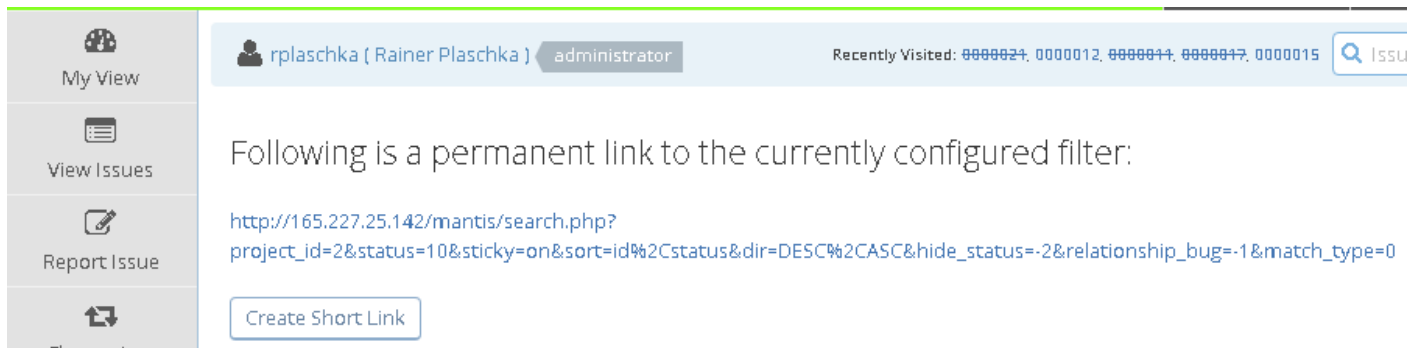 My View
View Issues
Report Issue
rplaschka ( Rainer Plaschka ) administrator
Recently Visited: 0000021, 0000012, 0000011, 0000017, 0000015
Issu
Following is a permanent link to the currently configured filter:
http://165.227.25.142/mantis/search.php?
project_id=2&status=10&sticky=on&sort=id%2Cstatus&dir=DESC%2CASC&hide_status=-2&relationship_bug=-1&match_type=0
Create Short Link